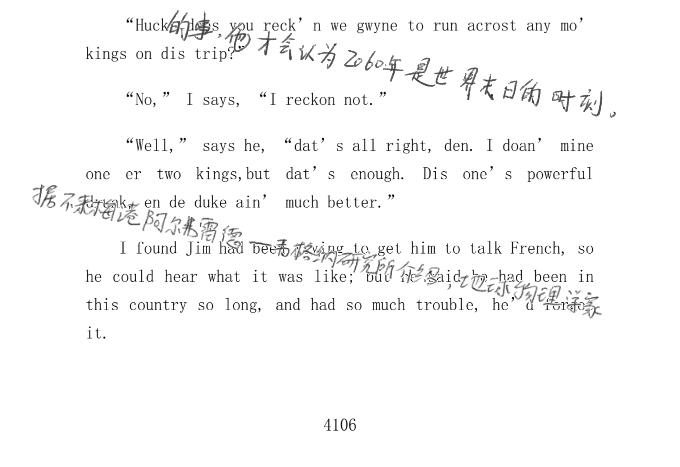 “Huck, does you reck’n we gwyne to run acrost any mo’
的事，他才会认为2060年是世界末日的时刻。
kings on dis trip?”
“No,” I says, “I reckon not.”
“Well,” says he, “dat’s all right, den. I doan’ mine
one er two kings,but dat’s enough. Dis one’s powerful
据不来梅港阿尔弗雷德—魏格纳研究所介绍，地球物理学家
drunk, en de duke ain’ much better.”
I found Jim had been trying to get him to talk French, so
he could hear what it was like; but he said he had been in
this country so long, and had so much trouble, he’d forgot
it.
4106